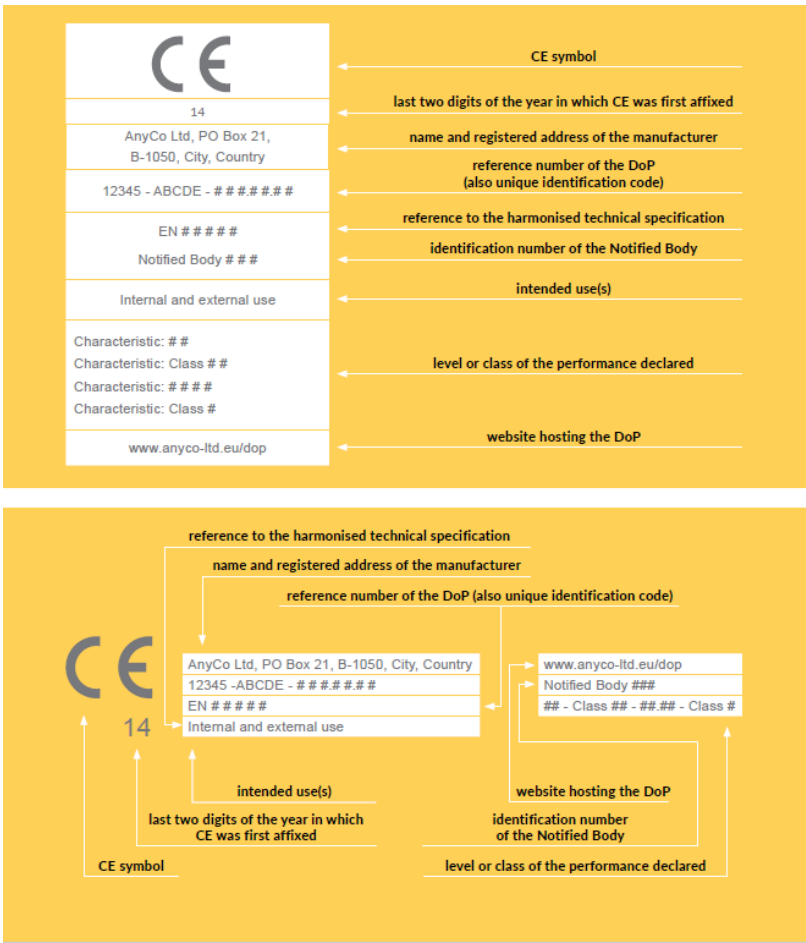 CE
CE symbol
14
last two digits of the year in which CE was first affixed
AnyCo Ltd, PO Box 21,
B-1050, City, Country
name and registered address of the manufacturer
12345 - ABCDE - # # #.# #.# #
reference number of the DoP
(also unique identification code)
EN # # # # #
reference to the harmonised technical specification
Notified Body # # #
identification number of the Notified Body
Internal and external use
intended use(s)
Characteristic: # #
Characteristic: Class # #
Characteristic: # # # #
Characteristic: Class #
level or class of the performance declared
www.anyco-ltd.eu/dop
website hosting the DoP
reference to the harmonised technical specification
name and registered address of the manufacturer
reference number of the DoP (also unique identification code)
CE
14
AnyCo Ltd, PO Box 21, B-1050, City, Country
12345 -ABCDE - # # #.# #.# #
EN # # # # #
Internal and external use
www.anyco-ltd.eu/dop
Notified Body ###
## - Class ## - ##.## - Class #
intended use(s)
last two digits of the year in which
CE was first affixed
CE symbol
website hosting the DoP
identification number
of the Notified Body
level or class of the performance declared